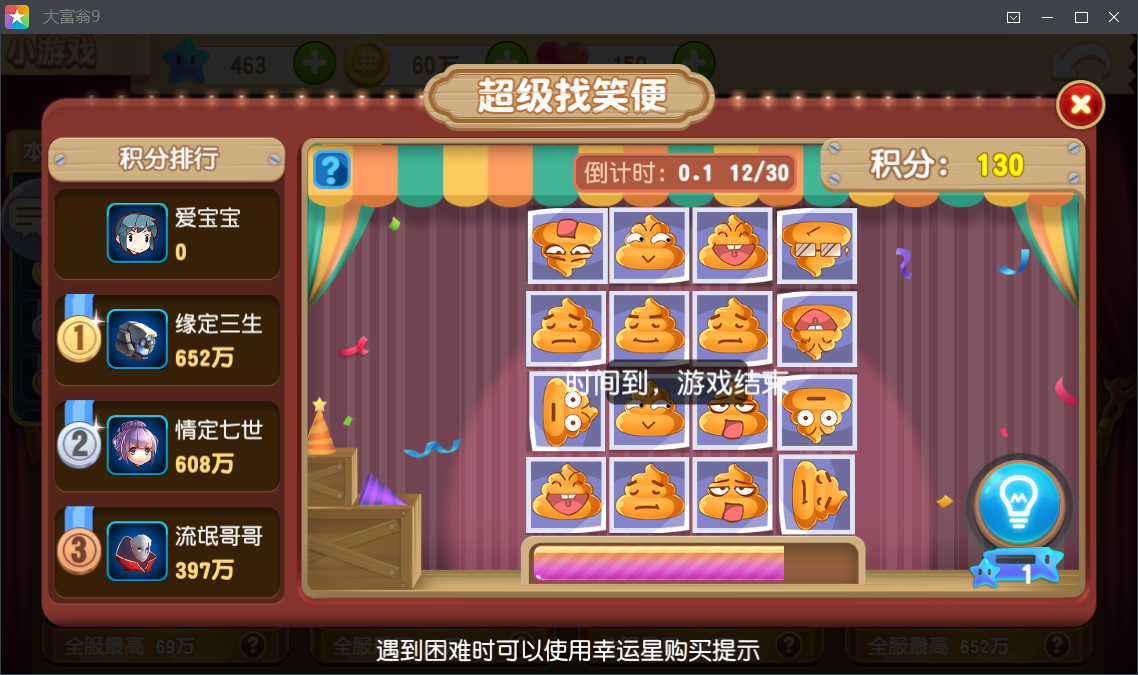 大富翁9
小游戏
463
60万
159
超级找笑便
本
积分排行
倒计时：0.1 12/30
积分： 130
爱宝宝
0
1
缘定三生
652万
2
情定七世
608万
3
流氓哥哥
397万
时间到，游戏结束
1
全服最高 69万
全服最高 652万
遇到困难时可以使用幸运星购买提示